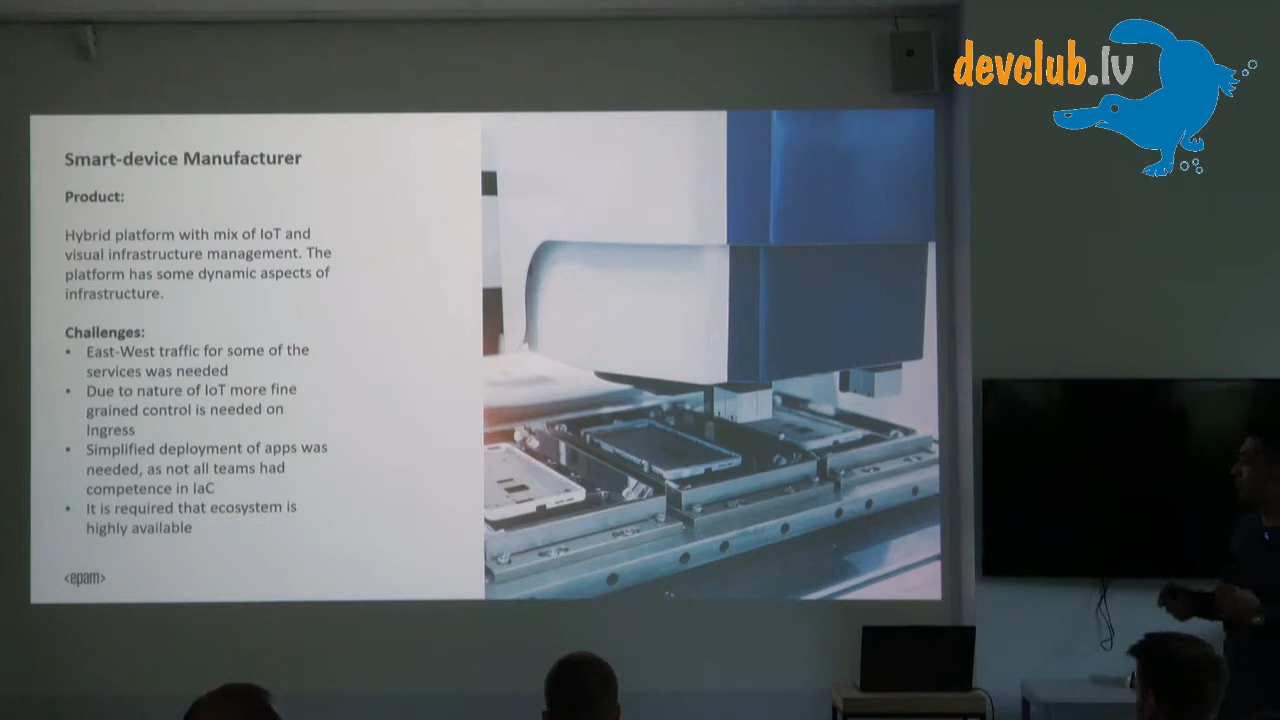 devclub.lv
Smart-device Manufacturer
Product:
Hybrid platform with mix of IoT and
visual infrastructure management. The
platform has some dynamic aspects of
infrastructure.
Challenges:
• East-West traffic for some of the
services was needed
• Due to nature of IoT more fine
grained control is needed on
Ingress
• Simplified deployment of apps was
needed, as not all teams had
competence in IaC
• It is required that ecosystem is
highly available
<epam>